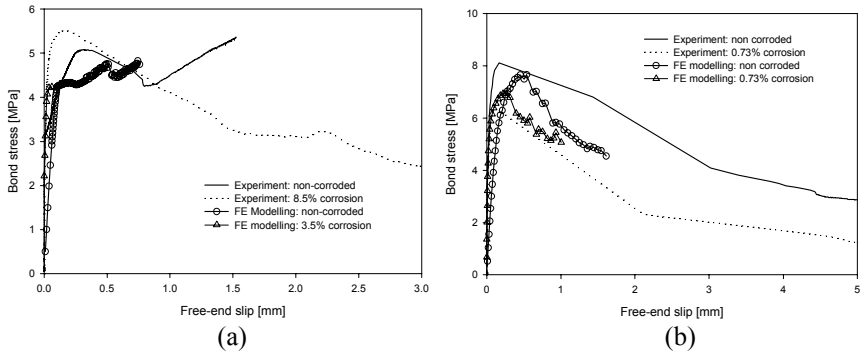 6
5
4
3
2
1
0
Bond stress [MPa]
Experiment: non-corroded
Experiment: 8.5% corrosion
FE Modelling: non-corroded
FE modelling: 3.5% corrosion
0.0 0.5 1.0 1.5 2.0 2.5 3.0
Free-end slip [mm]
(a)
10
8
6
4
2
0
Bond stress [MPa]
Experiment: non corroded
Experiment: 0.73% corrosion
FE modelling: non corroded
FE modelling: 0.73% corrosion
0 1 2 3 4 5
Free-end slip [mm]
(b)